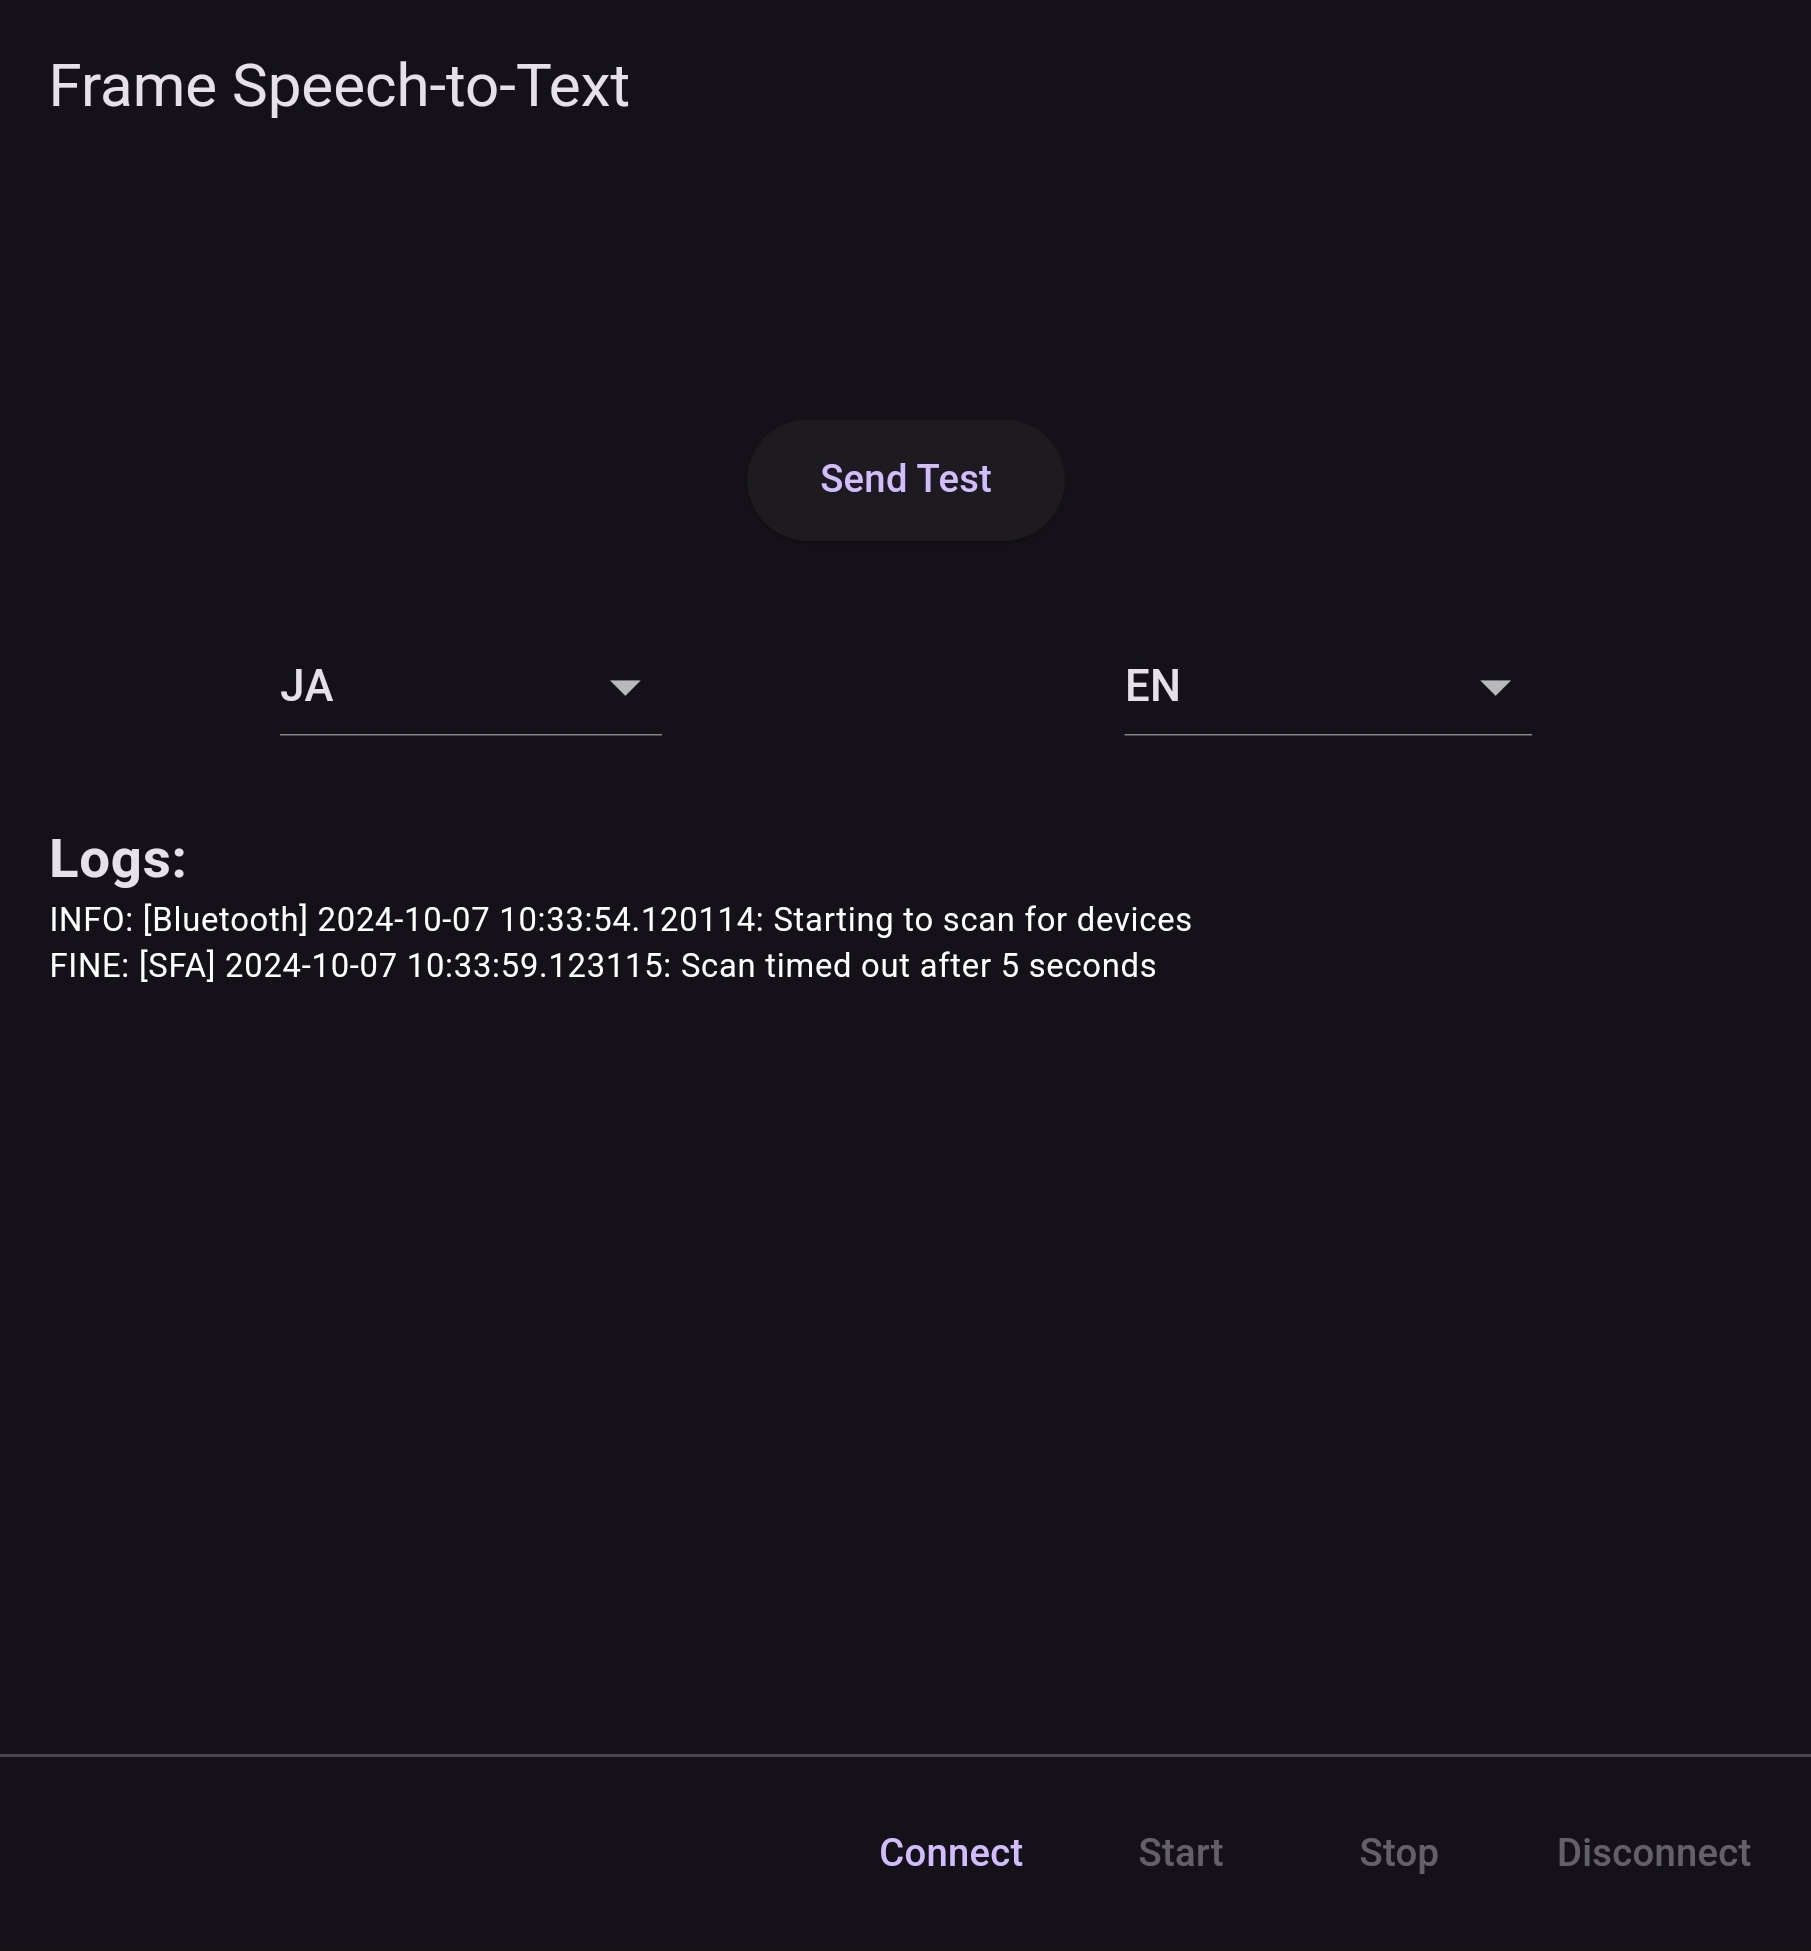 Frame Speech-to-Text
Send Test
JA
EN
Logs:
INFO: [Bluetooth] 2024-10-07 10:33:54.120114: Starting to scan for devices
FINE: [SFA] 2024-10-07 10:33:59.123115: Scan timed out after 5 seconds
Connect
Start
Stop
Disconnect